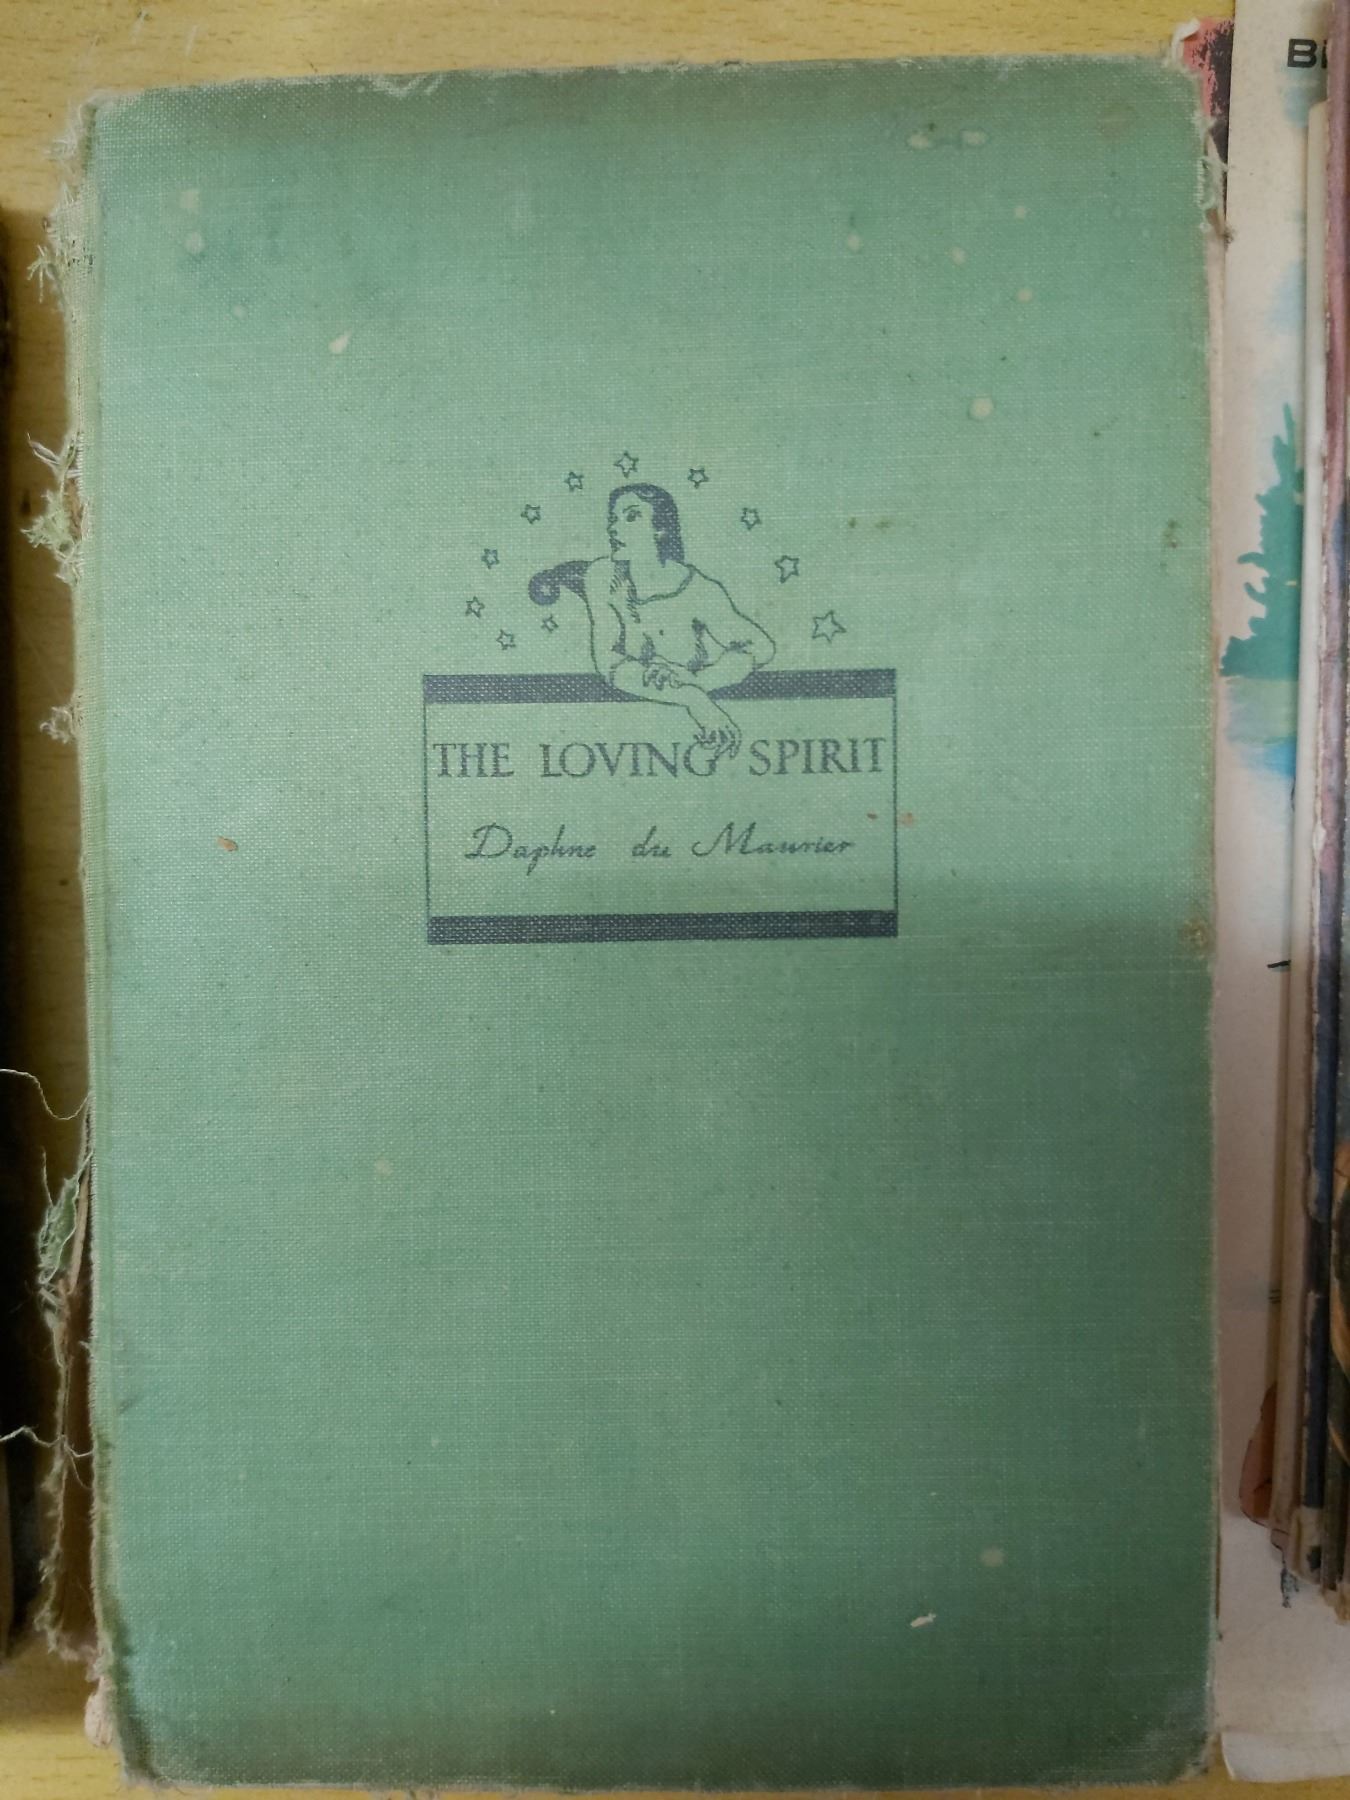 THE LOVING SPIRIT
Daphne du Maurier